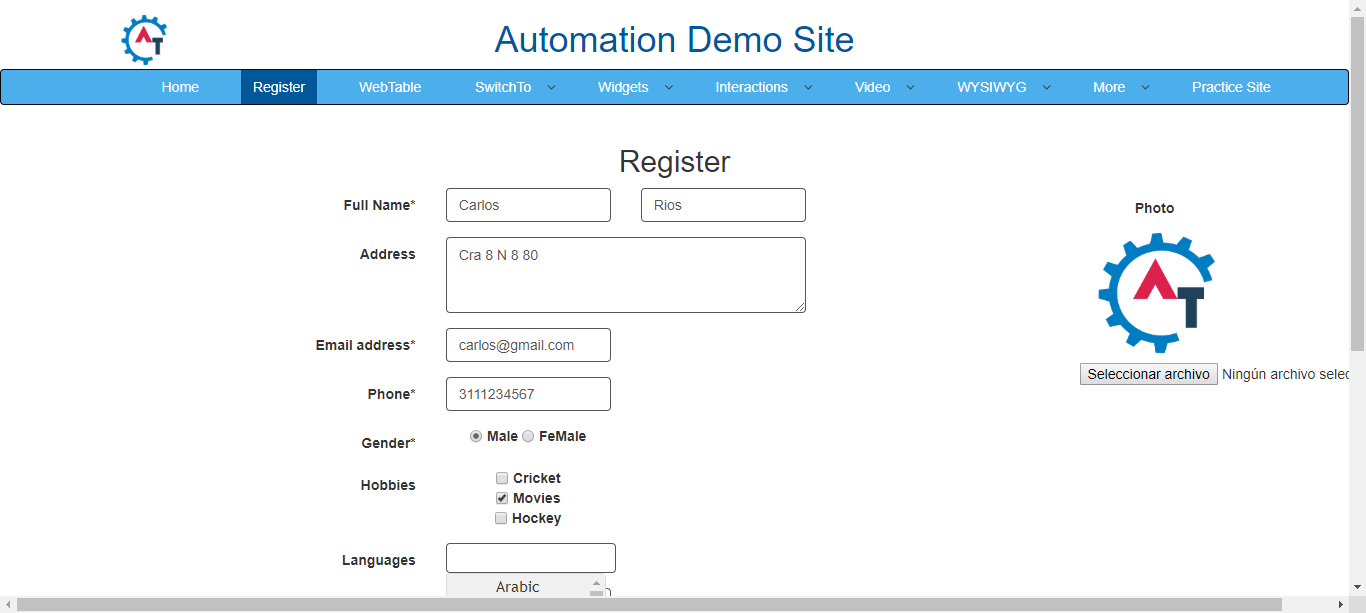 AT
Automation Demo Site
Home Register WebTable SwitchTo Widgets Interactions Video WYSIWYG More Practice Site
Register
Full Name* Carlos Rios
Photo
Address Cra 8 N 8 80
AT
Email address* carlos@gmail.com
Seleccionar archivo Ningún archivo selec
Phone* 3111234567
Gender* Male FeMale
Hobbies Cricket
Movies
Hockey
Languages
Arabic